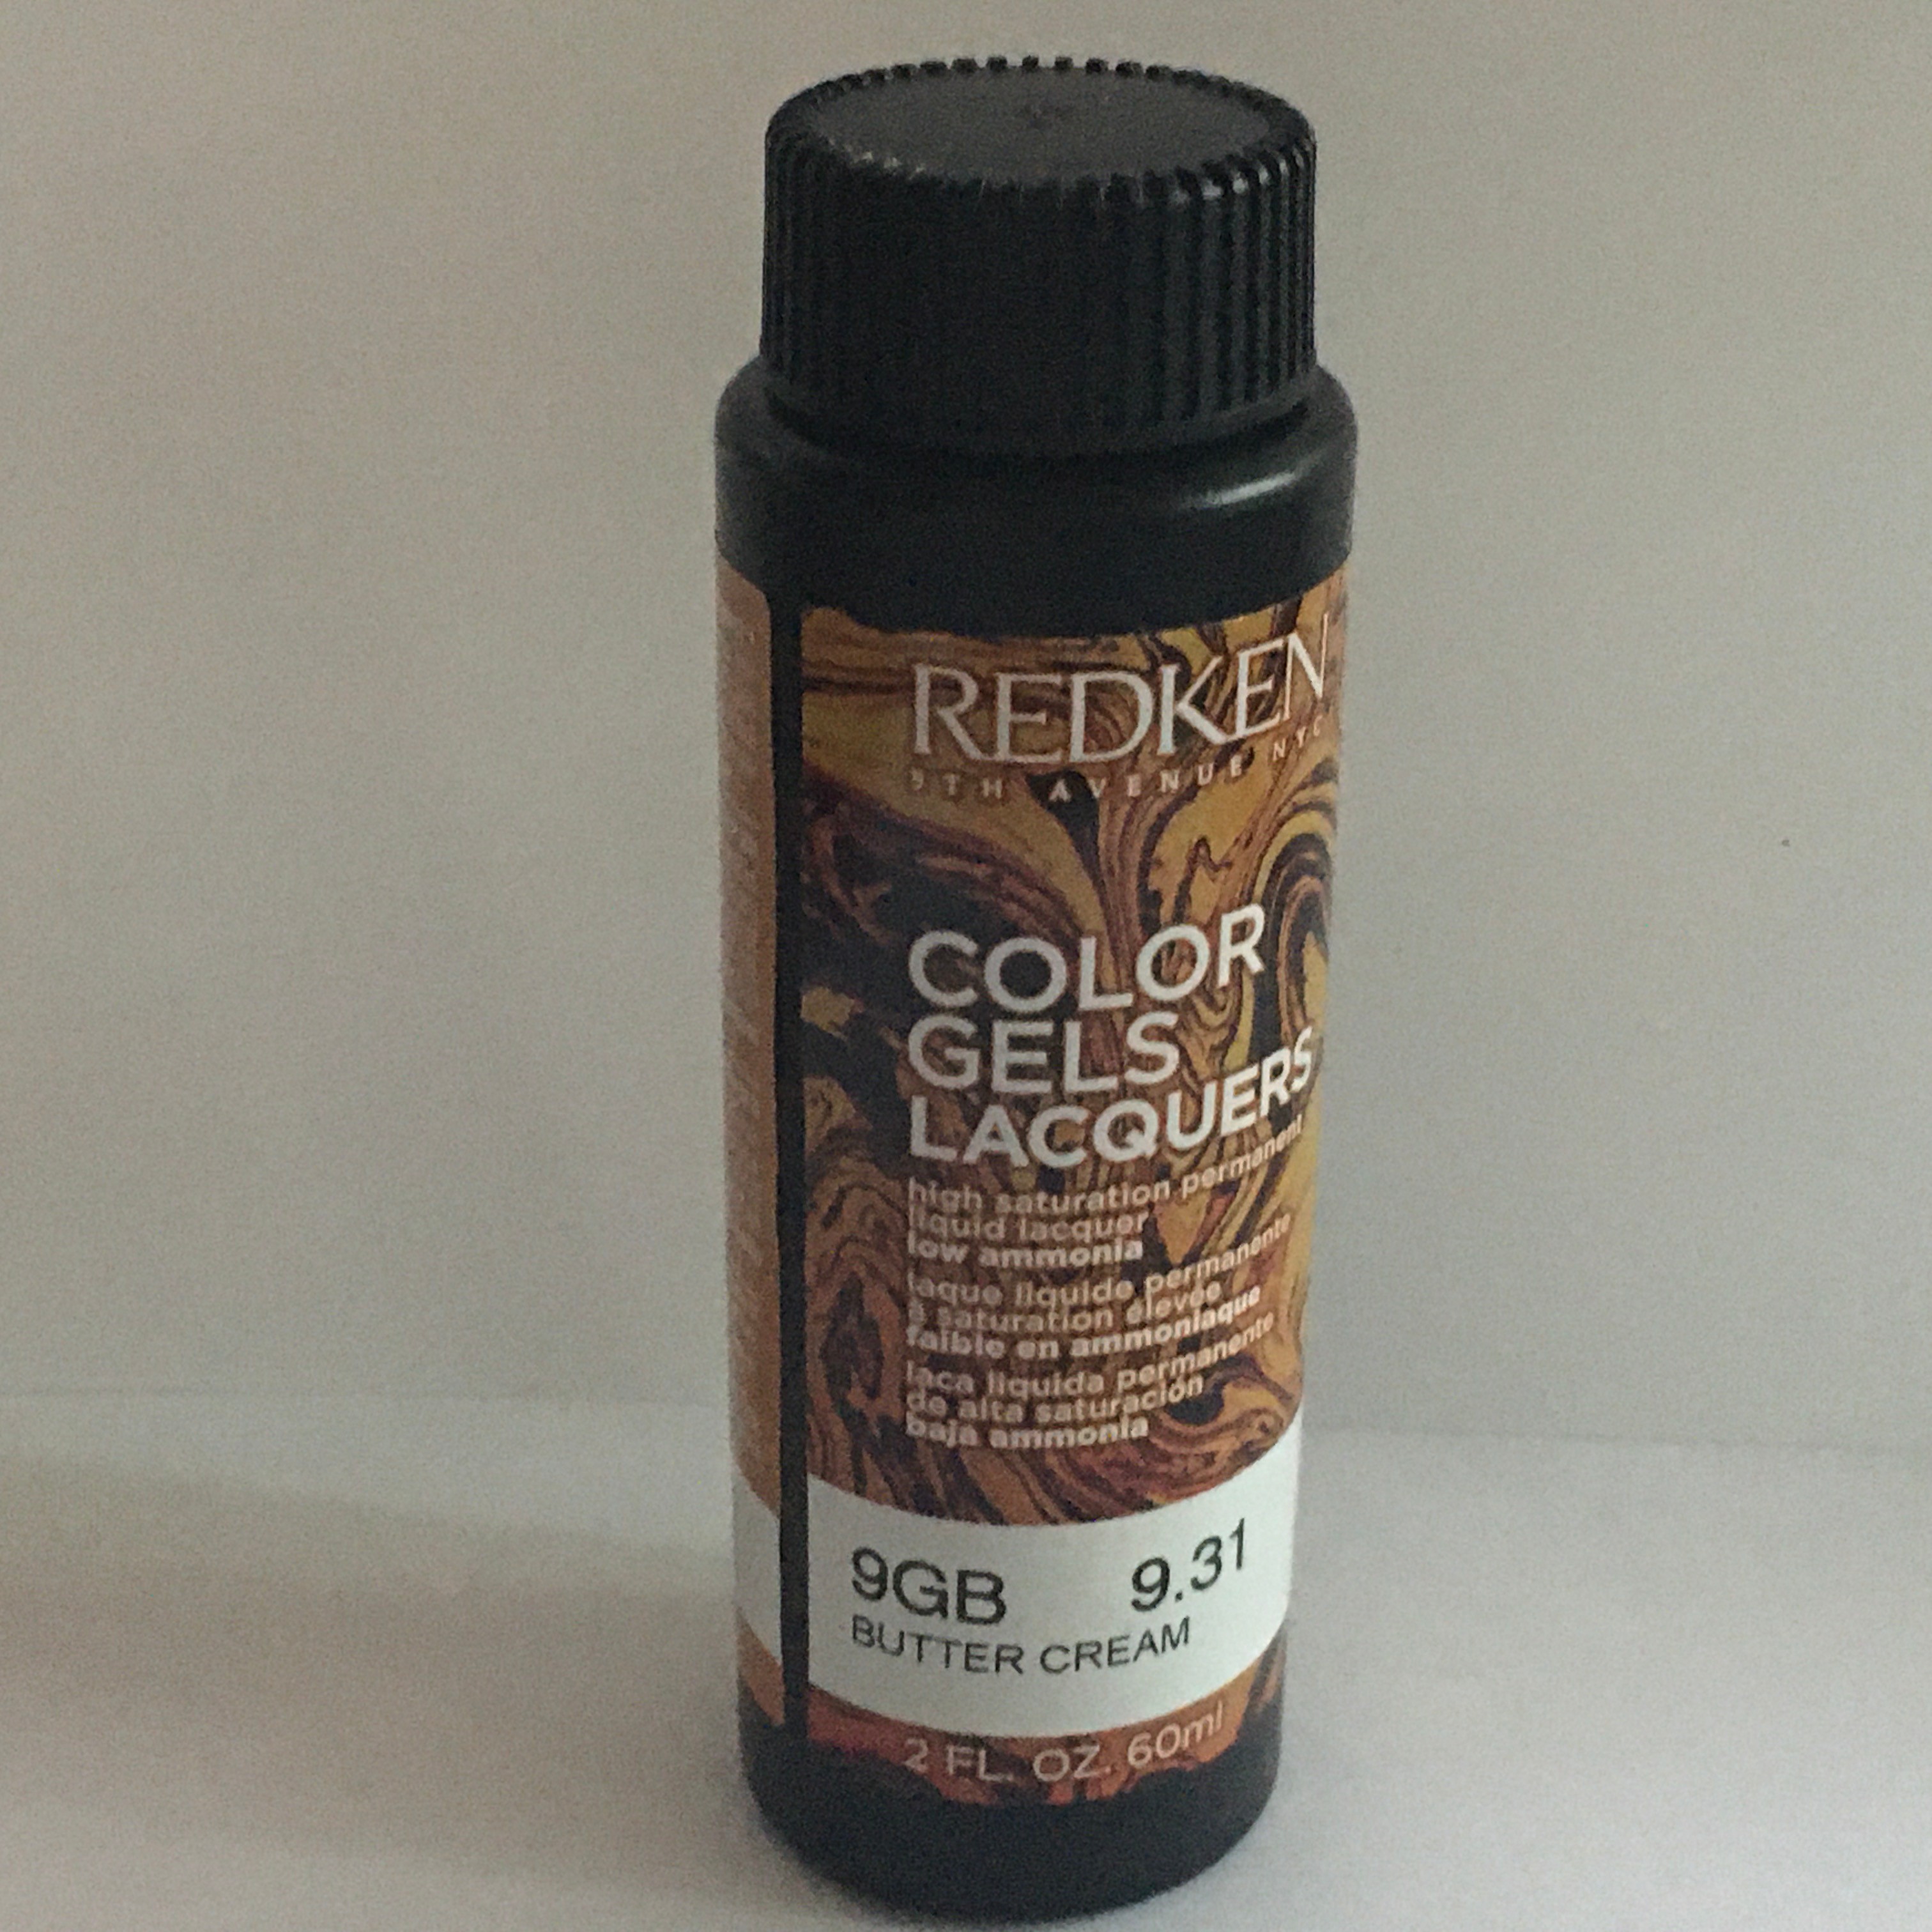 REDKEN
5TH AVENUE NYC
COLOR
GELS
LACQUERS
high saturation permanent
liquid lacquer
low ammonia
laque liquide permanente
à saturation élevée
faible en ammoniaque
laca líquida permanente
de alta saturación
baja ammonia
9GB 9.31
BUTTER CREAM
2 FL. OZ. 60ml